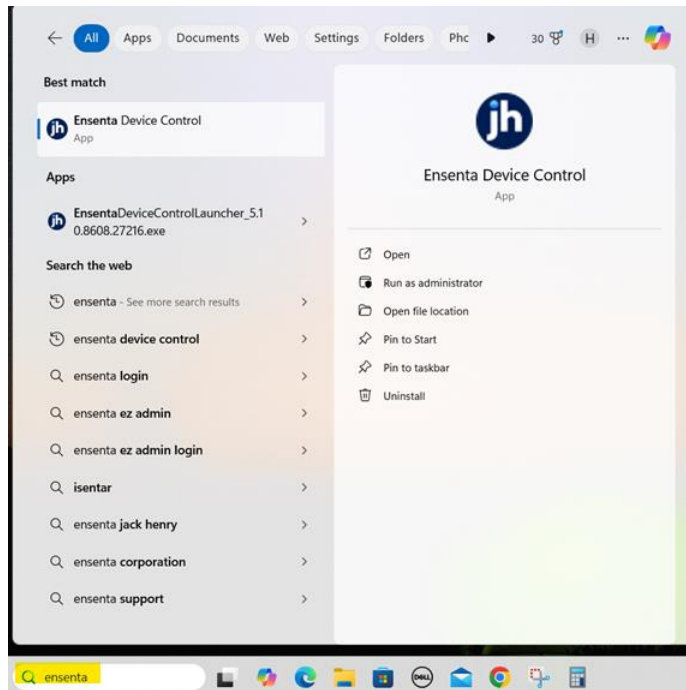 All Apps Documents Web Settings Folders Phc 30 H ...
Best match
jh Ensenta Device Control
App
Apps
jh EnsentaDeviceControlLauncher_5.1
0.8608.27216.exe
Search the web
ensenta - See more search results
ensenta device control
ensenta login
ensenta ez admin
ensenta ez admin login
isentar
ensenta jack henry
ensenta corporation
ensenta support
jh
Ensenta Device Control
App
Open
Run as administrator
Open file location
Pin to Start
Pin to taskbar
Uninstall
ensenta DELL